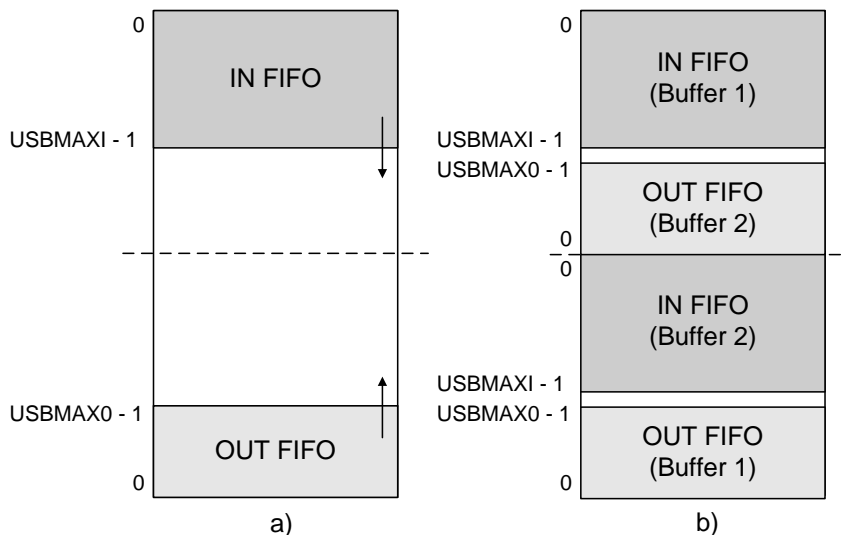 0
IN FIFO
USBMAXI - 1
USBMAX0 - 1
OUT FIFO
0
a)
IN FIFO
(Buffer 1)
USBMAXI - 1
USBMAX0 - 1
OUT FIFO
(Buffer 2)
0
0
IN FIFO
(Buffer 2)
USBMAXI - 1
USBMAX0 - 1
OUT FIFO
(Buffer 1)
0
b)
0